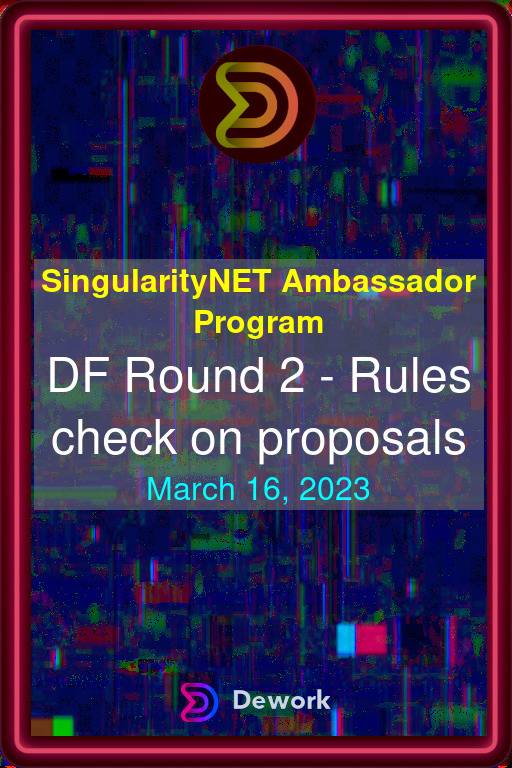 SingularityNET Ambassador
Program
DF Round 2 - Rules
check on proposals
March 16, 2023
Dework